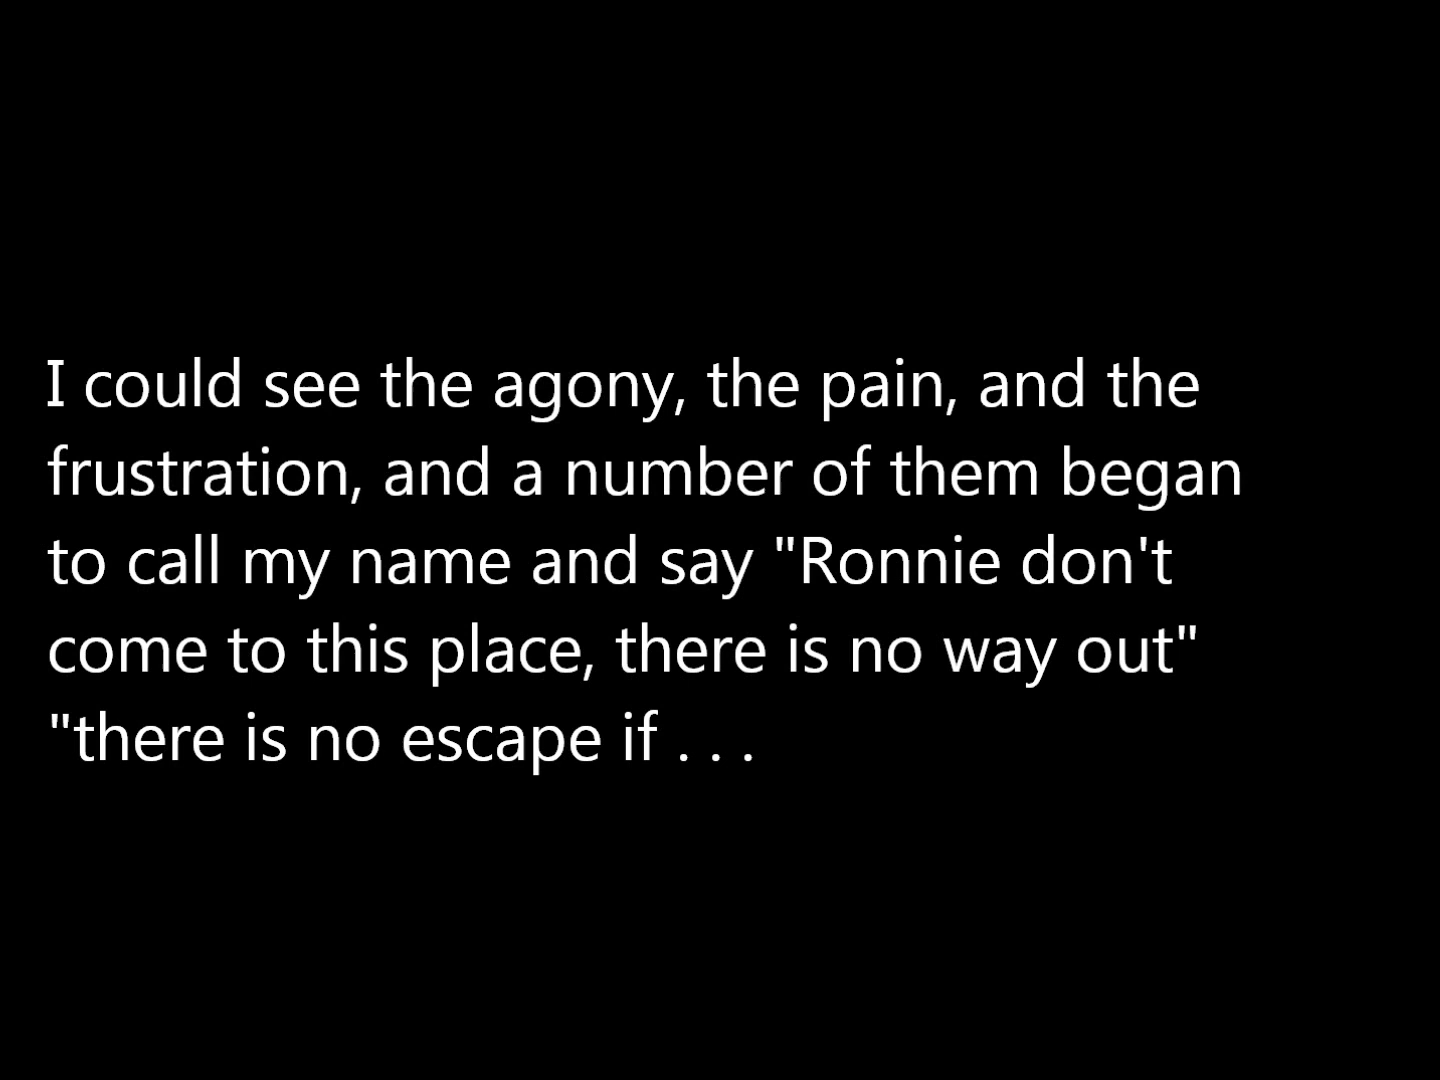 I could see the agony, the pain, and the
frustration, and a number of them began
to call my name and say "Ronnie don't
come to this place, there is no way out"
"there is no escape if . . .